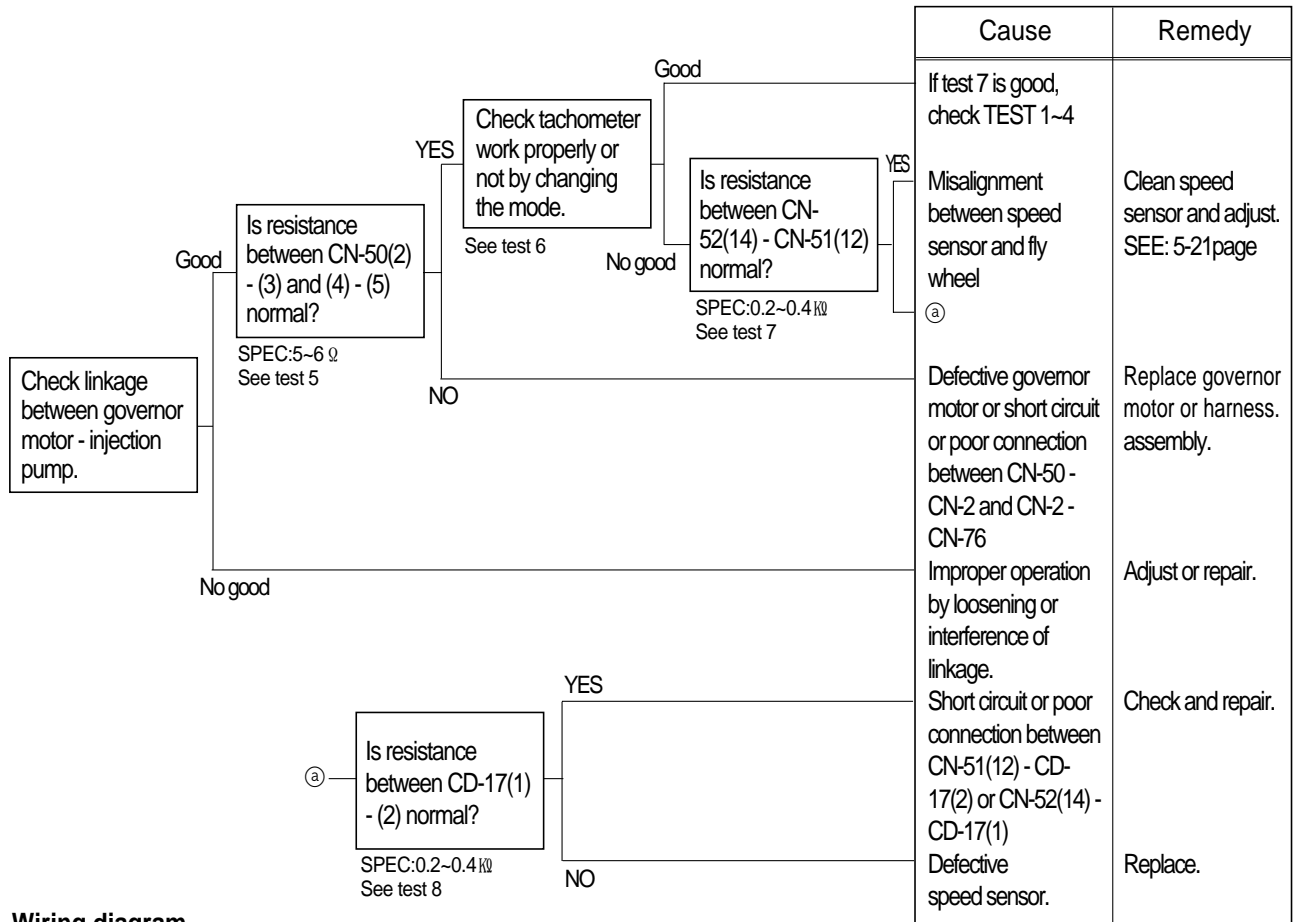 Cause
Remedy
Good
If test 7 is good,
check TEST 1~4
YES
Check tachometer
work properly or
not by changing
the mode.
See test 6
No good
Is resistance
between CN-
52(14) - CN-51(12)
normal?
SPEC:0.2~0.4 ㏀
See test 7
YES
Misalignment
between speed
sensor and fly
wheel
Clean speed
sensor and adjust.
SEE: 5-21page
ⓐ
Good
Is resistance
between CN-50(2)
- (3) and (4) - (5)
normal?
SPEC:5~6 Ω
See test 5
NO
Check linkage
between governor
motor - injection
pump.
Defective governor
motor or short circuit
or poor connection
between CN-50 -
CN-2 and CN-2 -
CN-76
Replace governor
motor or harness.
assembly.
No good
Improper operation
by loosening or
interference of
linkage.
Adjust or repair.
ⓐ
Is resistance
between CD-17(1)
- (2) normal?
SPEC:0.2~0.4 ㏀
See test 8
YES
Short circuit or poor
connection between
CN-51(12) - CD-
17(2) or CN-52(14) -
CD-17(1)
Check and repair.
NO
Defective
speed sensor.
Replace.
Wiring diagram